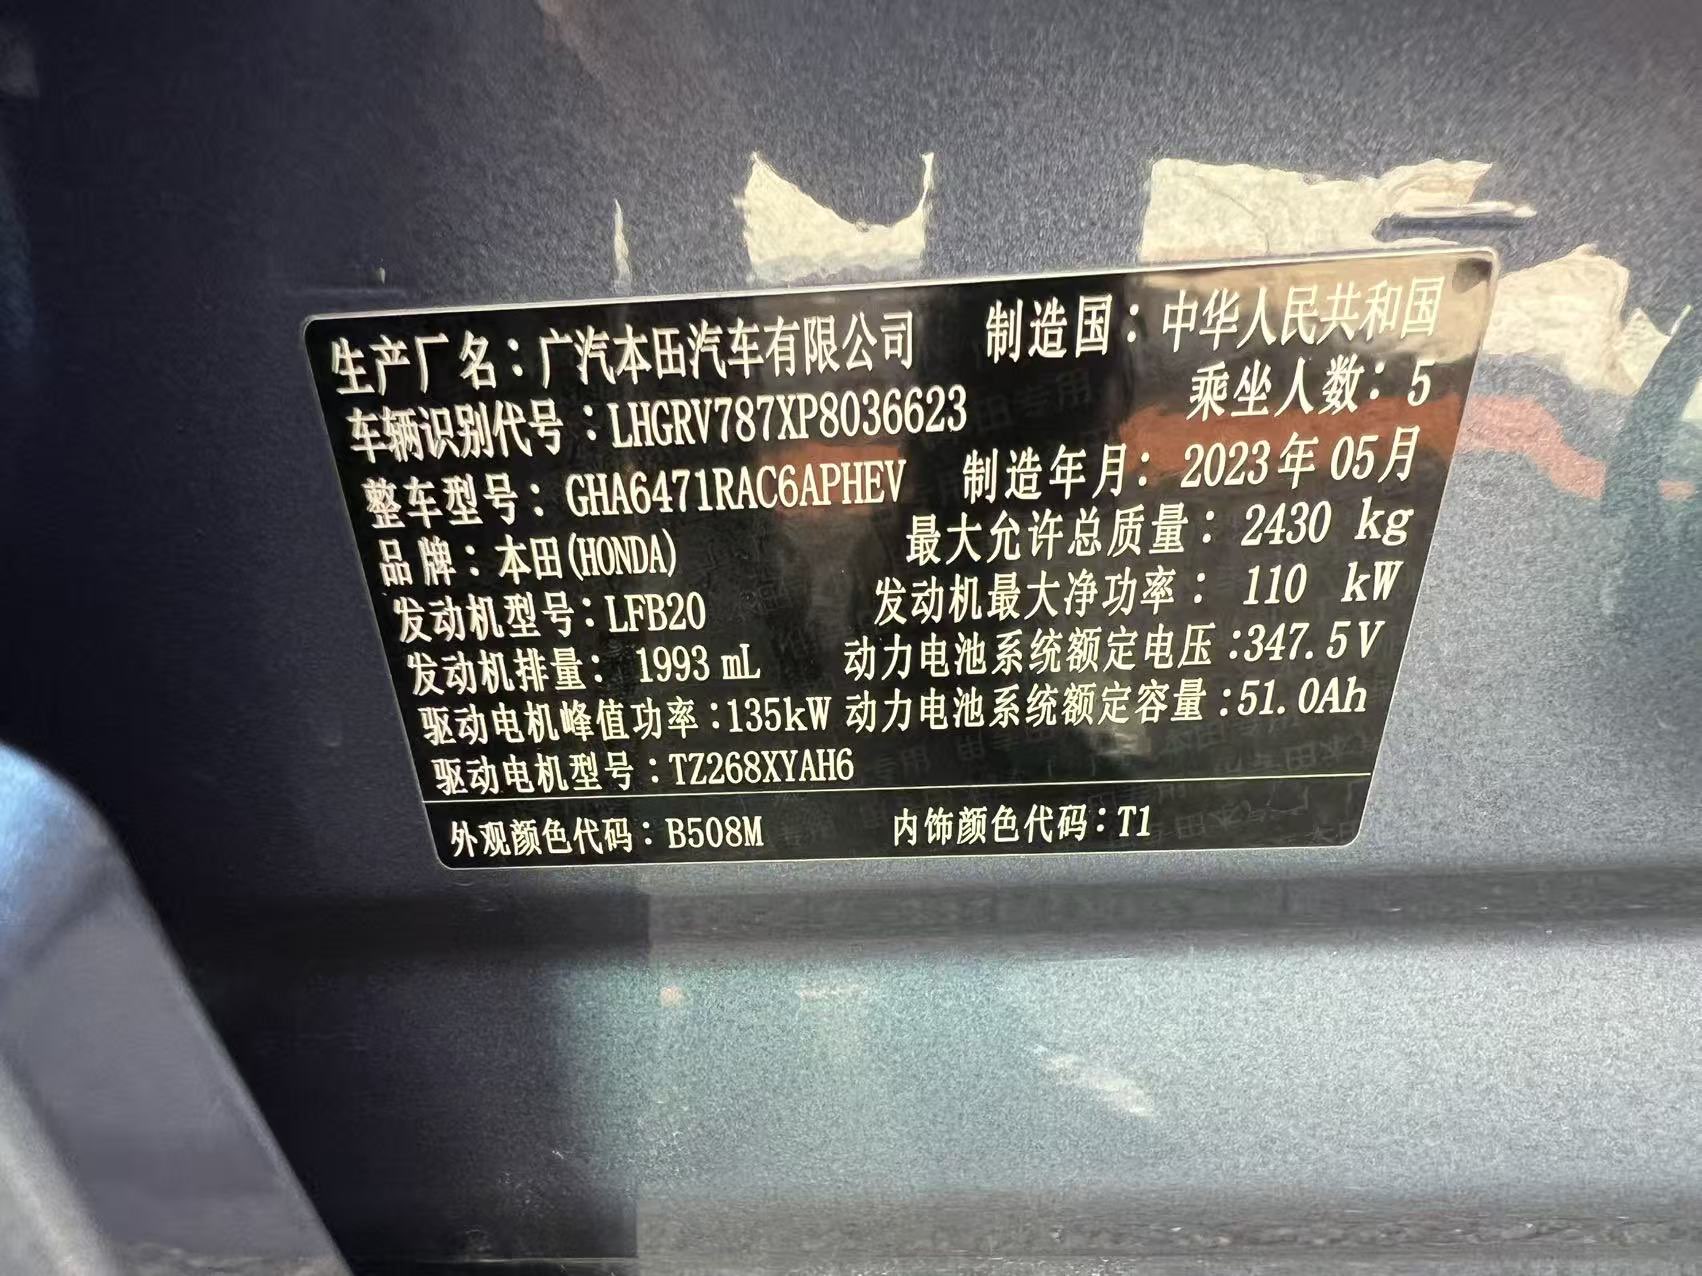 生产厂名：广汽本田汽车有限公司 制造国：中华人民共和国
车辆识别代号：LHGRV787XP8036623 乘坐人数：5
整车型号：GHA6471RAC6APHEV 制造年月：2023年05月
品牌：本田(HONDA) 最大允许总质量：2430 kg
发动机型号：LFB20 发动机最大净功率：110 kW
发动机排量：1993 mL 动力电池系统额定电压：347.5V
驱动电机峰值功率：135kW 动力电池系统额定容量：51.0Ah
驱动电机型号：TZ268XYAH6
外观颜色代码：B508M 内饰颜色代码：T1